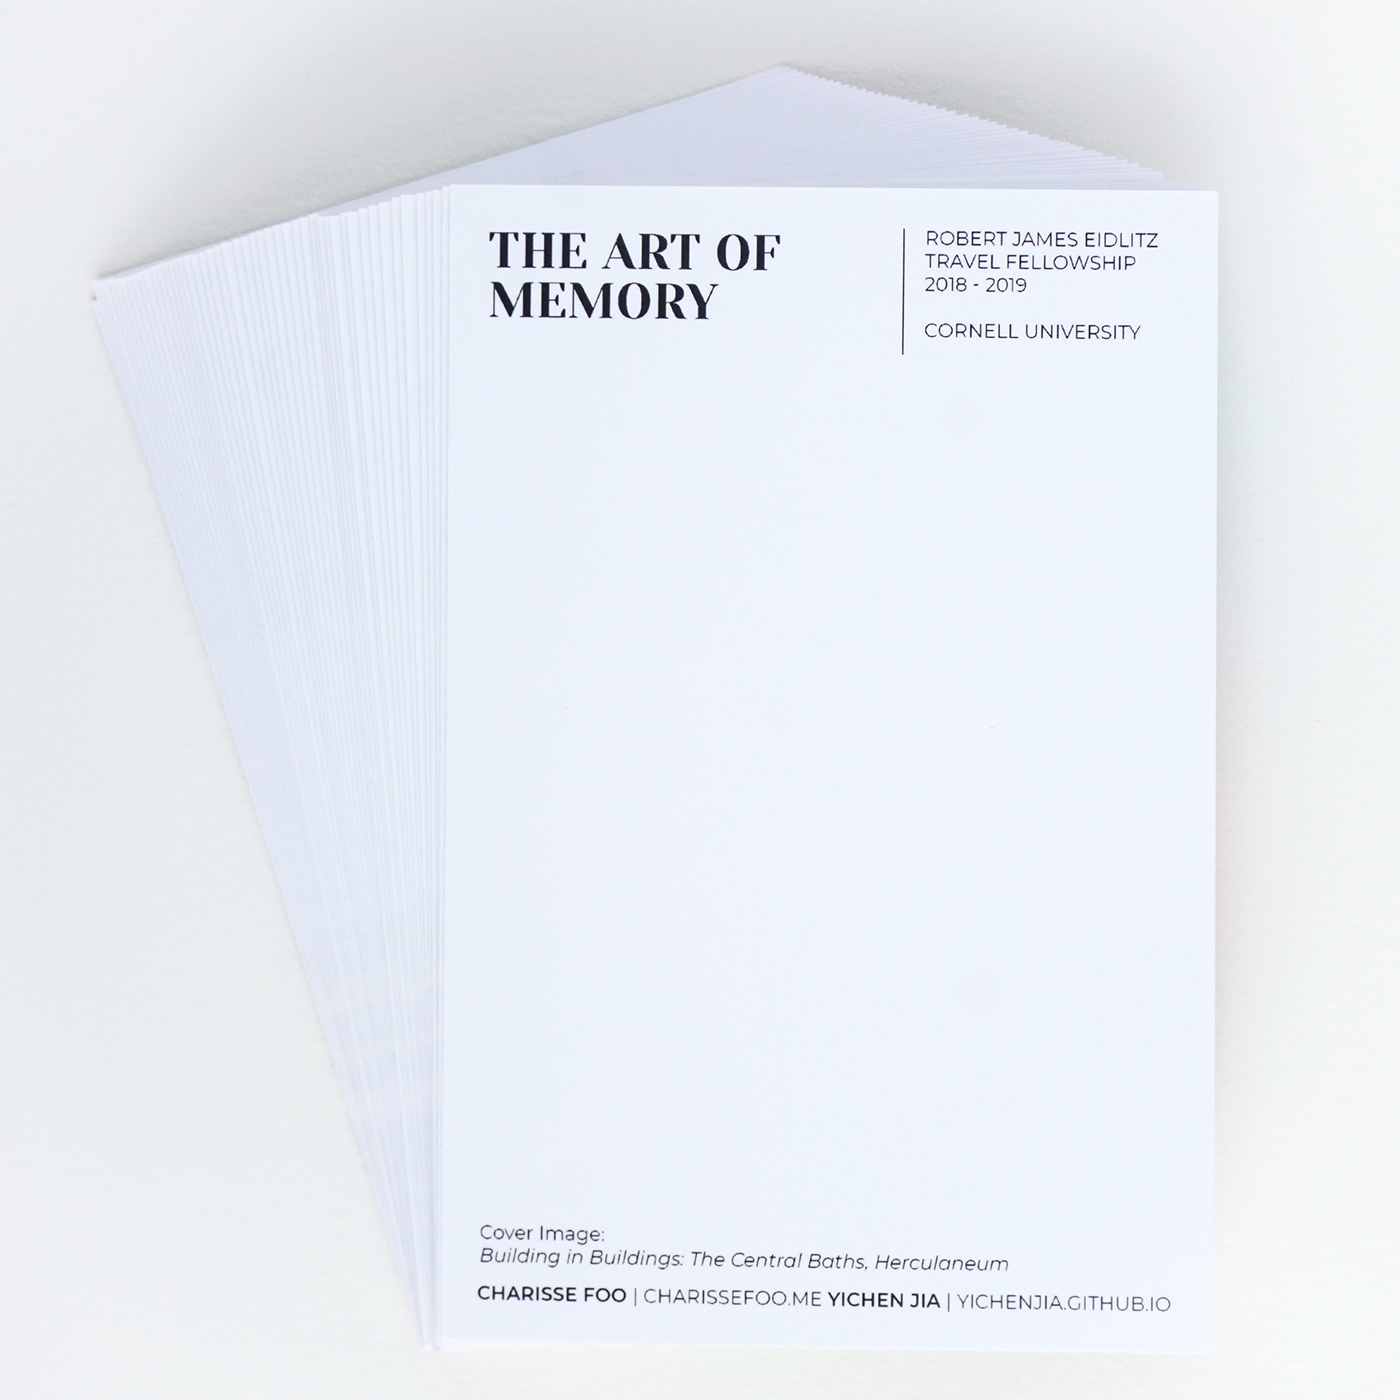 THE ART OF
MEMORY
ROBERT JAMES EIDLITZ
TRAVEL FELLOWSHIP
2018 - 2019
CORNELL UNIVERSITY
Cover Image:
Building in Buildings: The Central Baths, Herculaneum
CHARISSE FOO | CHARISSEFOO.ME YICHEN JIA | YICHENJIA.GITHUB.IO